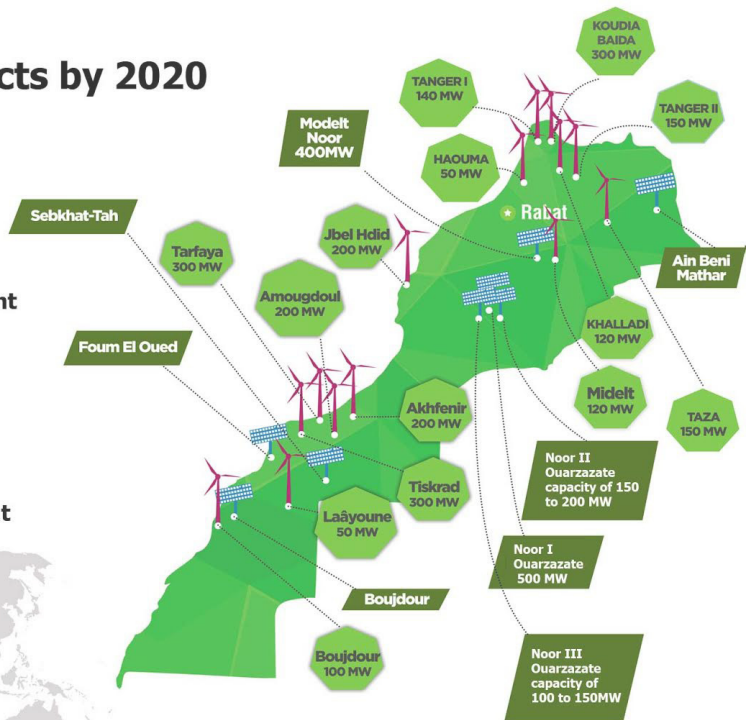 cts by 2020
KOUDIA
BAIDA
300 MW
TANGER I
140 MW
TANGER II
150 MW
Modelt
Noor
400MW
HAOUMA
50 MW
Sebkhat-Tah
Rabat
Jbel Hdid
200 MW
Tarfaya
300 MW
Ain Beni
Mathar
Amougdoul
200 MW
nt
KHALLADI
120 MW
Foum El Oued
Midelt
120 MW
Akhfenir
200 MW
TAZA
150 MW
Noor II
Ouarzazate
capacity of 150
to 200 MW
Tiskrad
300 MW
Laâyoune
50 MW
t
Noor I
Ouarzazate
500 MW
Boujdour
Boujdour
100 MW
Noor III
Ouarzazate
capacity of
100 to 150MW